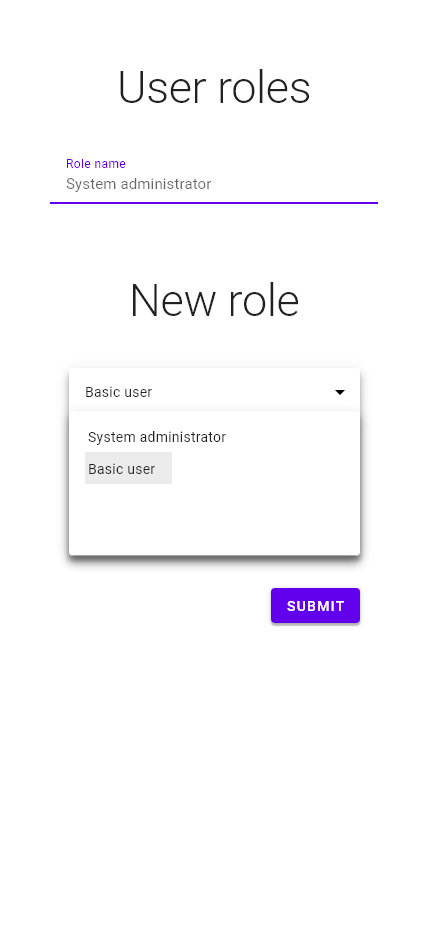 User roles
Role name
System administrator
New role
Basic user
System administrator
Basic user
SUBMIT